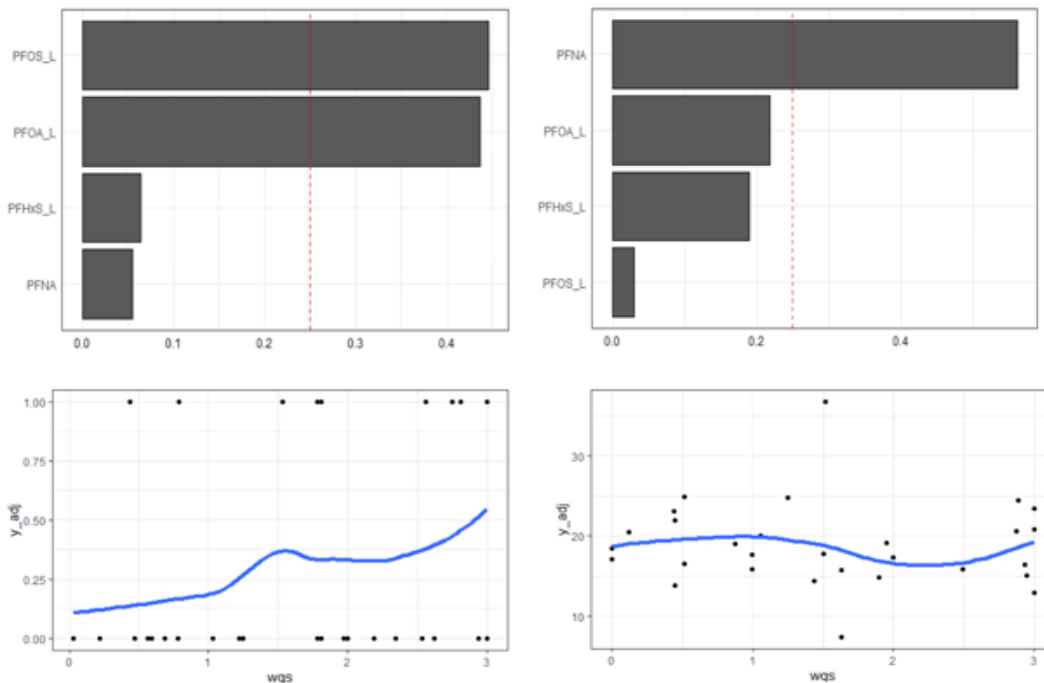 PFOS_L
PFOA_L
PFHxS_L
PFNA
0.0 0.1 0.2 0.3 0.4
PFNA
PFOA_L
PFHxS_L
PFOS_L
0.0 0.2 0.4
1.00
0.75
0.50
0.25
0.00
y_adj
0 1 2 3
wqs
30
20
10
y_adj
0 1 2 3
wqs